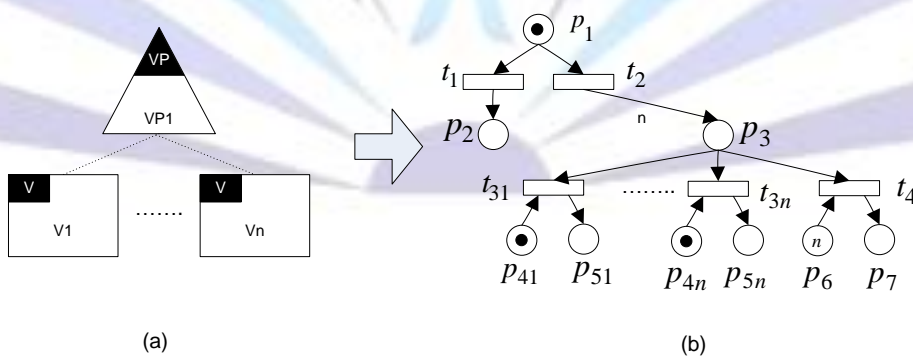 VP
VP1
V
V1
.......
V
Vn
(a)
p1
t1
t2
n
p2
p3
t31
........
t3n
t4
n
p41
p51
p4n
p5n
p6
p7
(b)